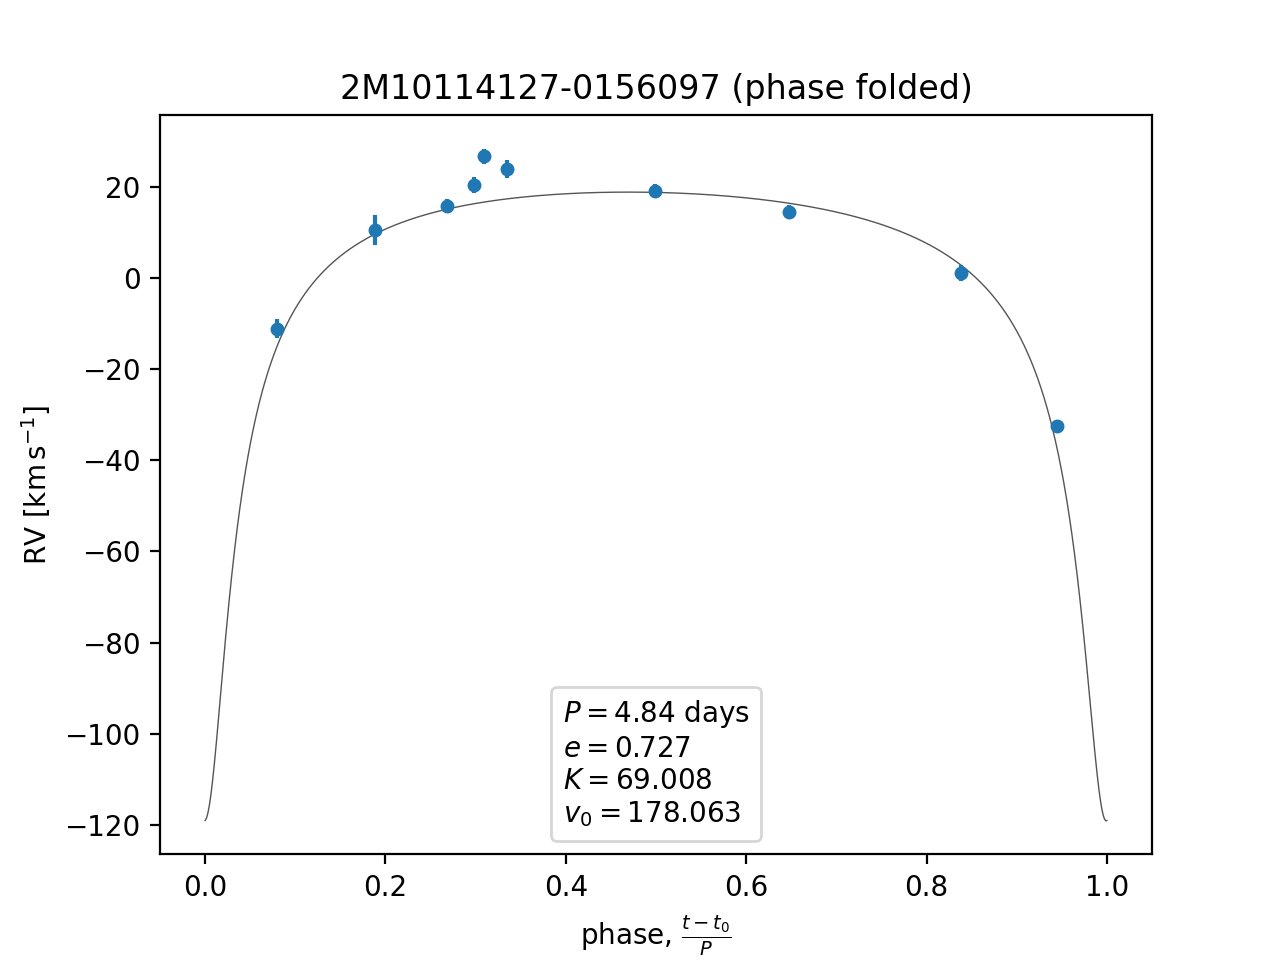 2M10114127-0156097 (phase folded)
20
0
−20
−40
−60
−80
−100
−120
RV [km s⁻¹]
P = 4.84 days
e = 0.727
K = 69.008
v₀ = 178.063
0.0 0.2 0.4 0.6 0.8 1.0
phase, (t − t₀)/P